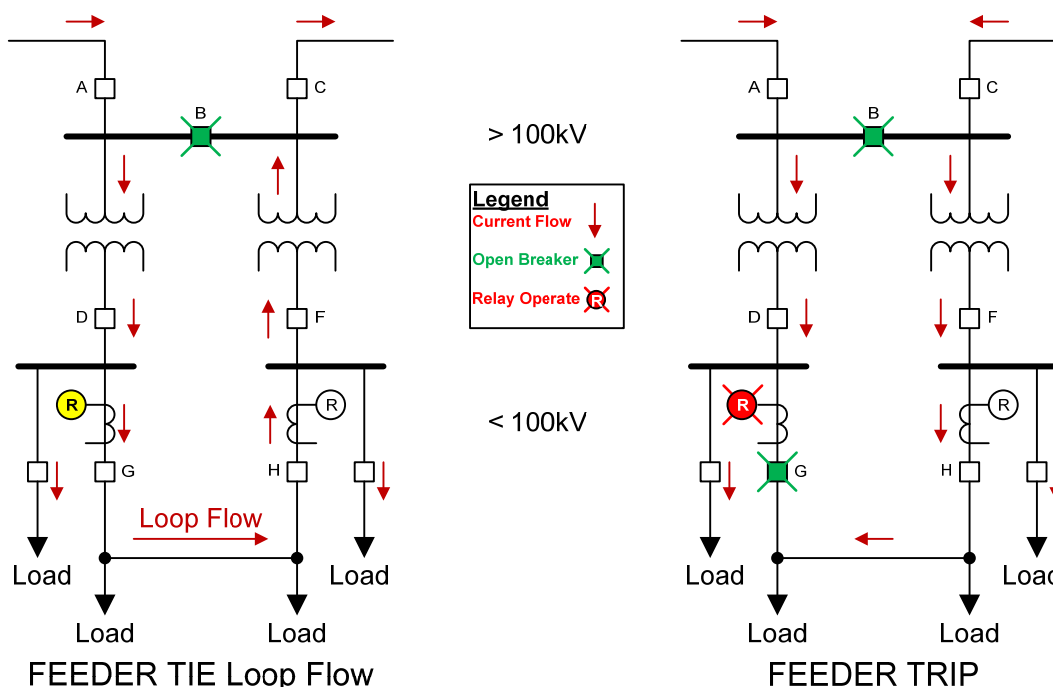 A
C
B
> 100kV
A
C
B
Legend
Current Flow
Open Breaker
Relay Operate
R
D
F
D
F
R
R
< 100kV
R
R
G
H
G
H
Loop Flow
Load
Load
Load
Load
Load
Load
Load
Load
FEEDER TIE Loop Flow
FEEDER TRIP